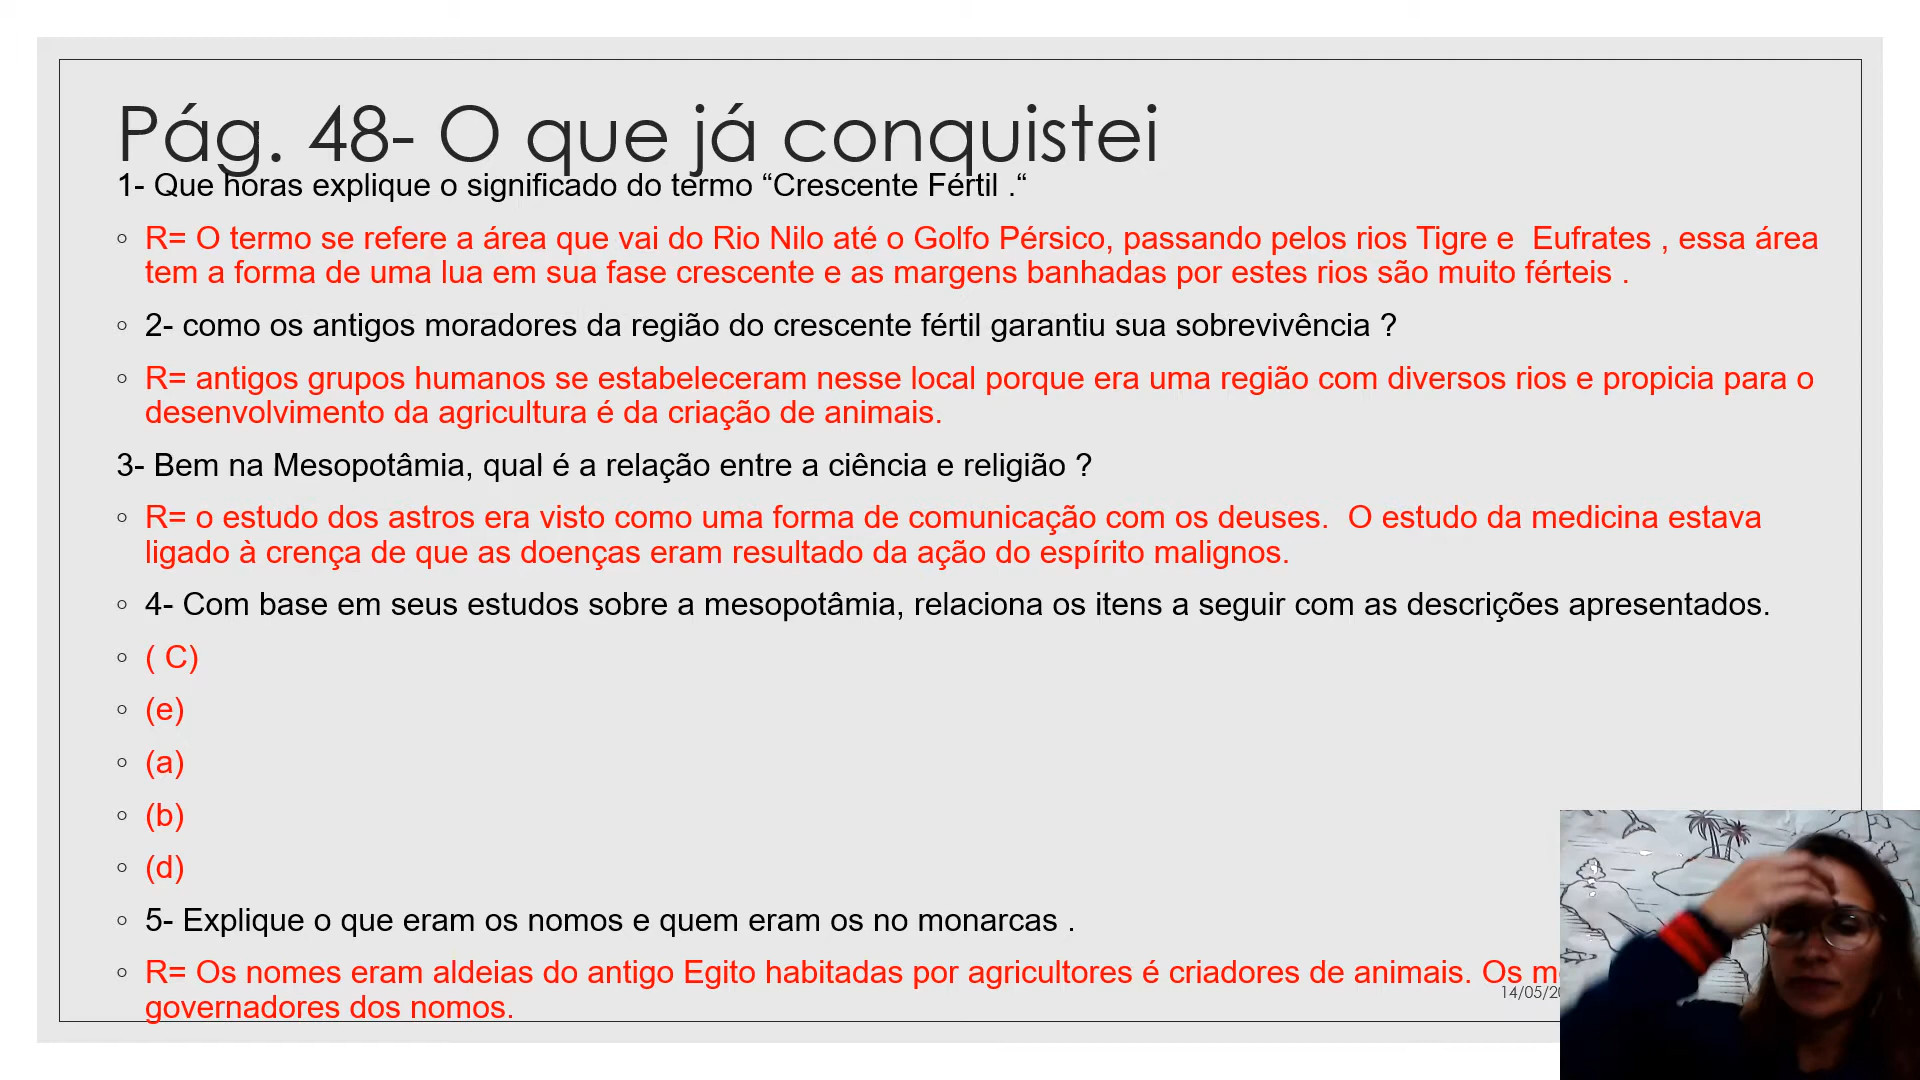 Pág. 48- O que já conquistei
1- Que horas explique o significado do termo “Crescente Fértil .“
R= O termo se refere a área que vai do Rio Nilo até o Golfo Pérsico, passando pelos rios Tigre e Eufrates , essa área
tem a forma de uma lua em sua fase crescente e as margens banhadas por estes rios são muito férteis .
2- como os antigos moradores da região do crescente fértil garantiu sua sobrevivência ?
R= antigos grupos humanos se estabeleceram nesse local porque era uma região com diversos rios e propicia para o
desenvolvimento da agricultura é da criação de animais.
3- Bem na Mesopotâmia, qual é a relação entre a ciência e religião ?
R= o estudo dos astros era visto como uma forma de comunicação com os deuses. O estudo da medicina estava
ligado à crença de que as doenças eram resultado da ação do espírito malignos.
4- Com base em seus estudos sobre a mesopotâmia, relaciona os itens a seguir com as descrições apresentados.
( C)
(e)
(a)
(b)
(d)
5- Explique o que eram os nomos e quem eram os no monarcas .
R= Os nomes eram aldeias do antigo Egito habitadas por agricultores é criadores de animais. Os
governadores dos nomos.
14/05/20